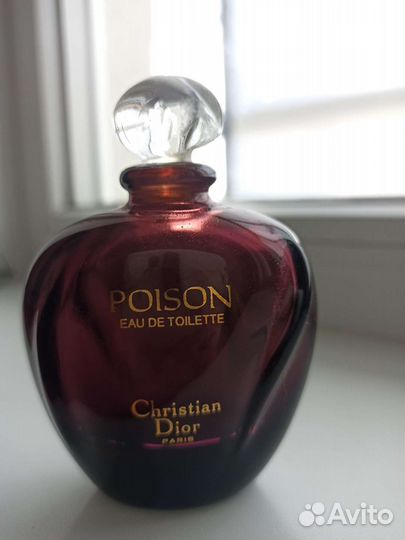 POISON
EAU DE TOILETTE
Christian
Dior
PARIS
Avito